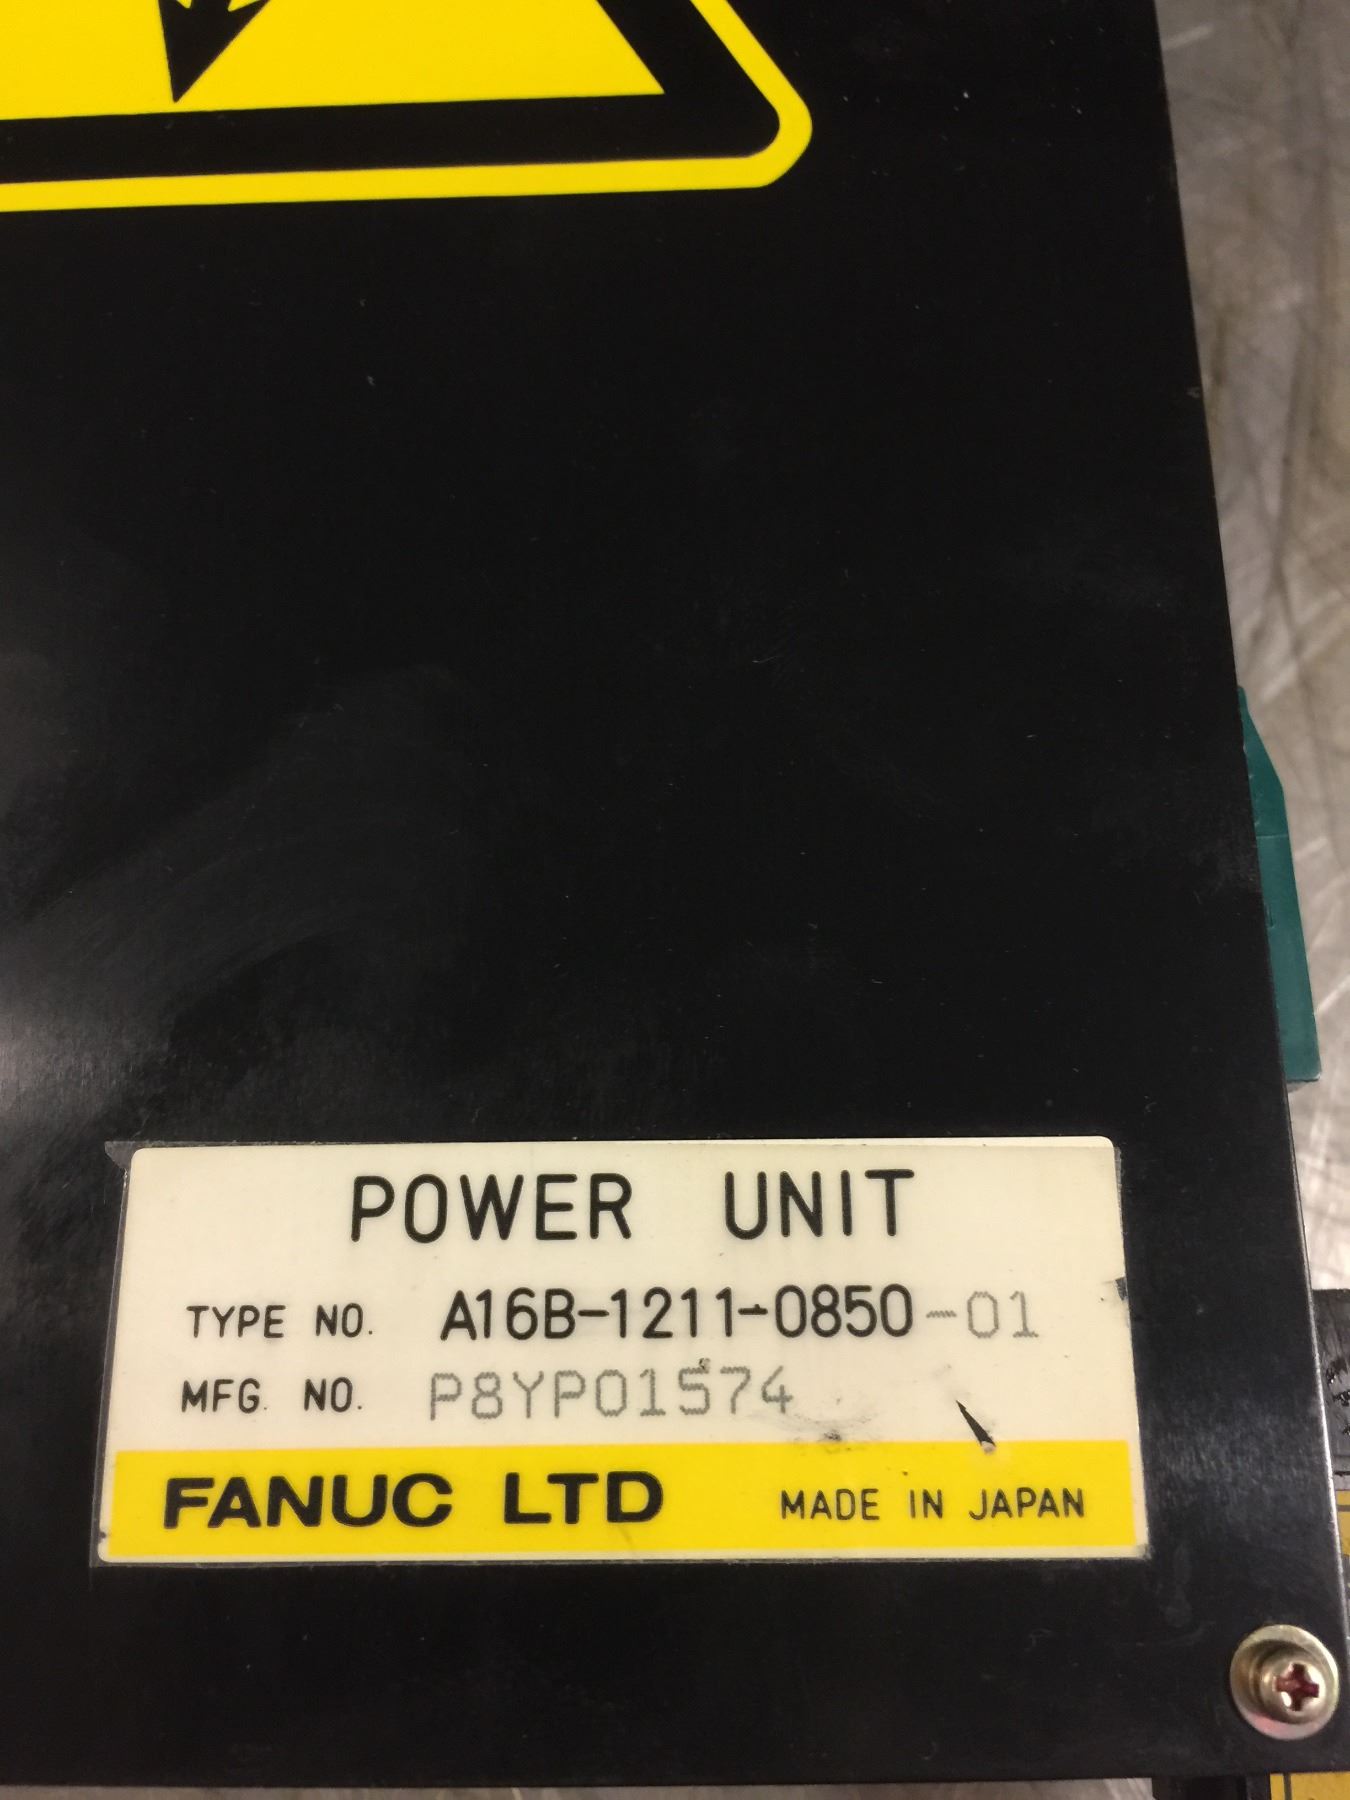 POWER UNIT
TYPE NO. A16B-1211-0850-01
MFG. NO. P8YP01574
FANUC LTD MADE IN JAPAN